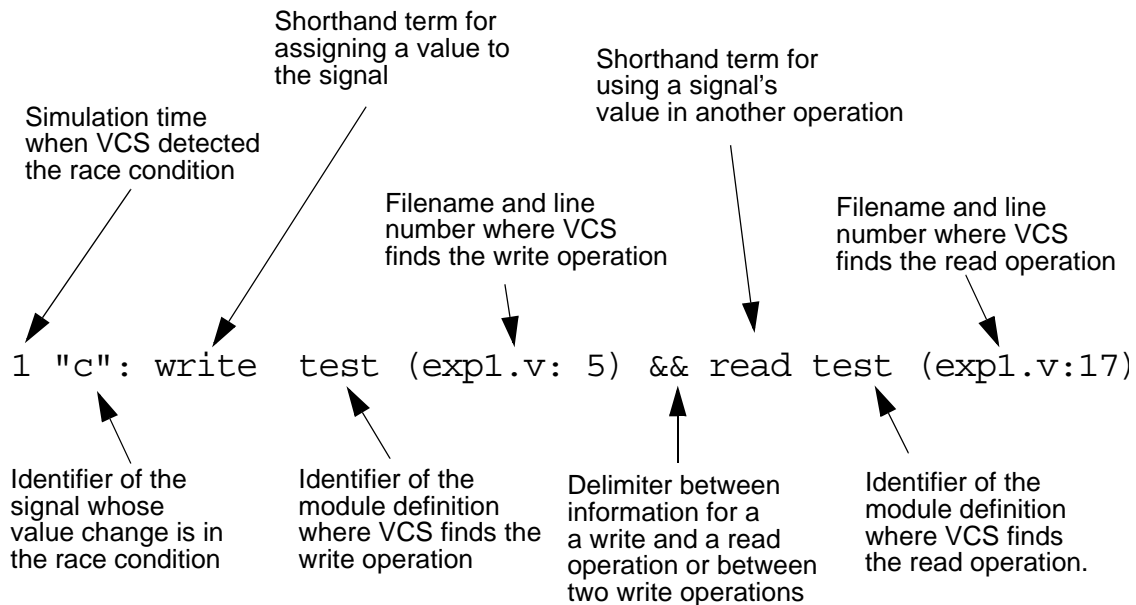 Shorthand term for
assigning a value to
the signal
Shorthand term for
using a signal's
value in another operation
Simulation time
when VCS detected
the race condition
Filename and line
number where VCS
finds the write operation
Filename and line
number where VCS
finds the read operation
1 "c": write test (exp1.v: 5) && read test (exp1.v:17)
Identifier of the
signal whose
value change is in
the race condition
Identifier of the
module definition
where VCS finds the
write operation
Delimiter between
information for a
a write and a read
operation or between
two write operations
Identifier of the
module definition
where VCS finds
the read operation.